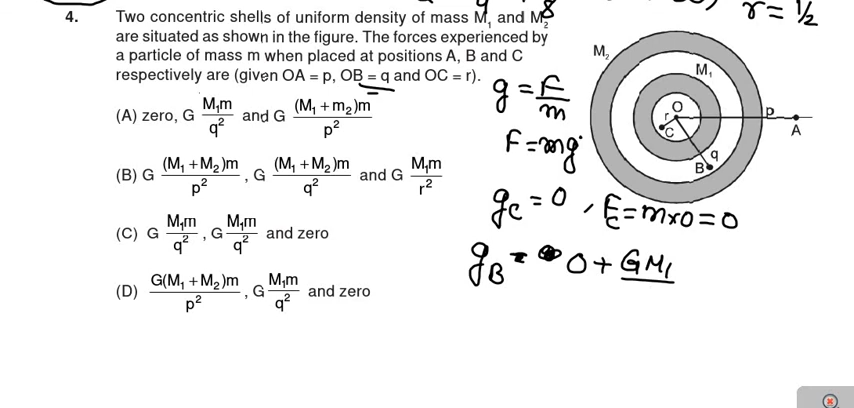 r = 1/2
4. Two concentric shells of uniform density of mass M₁ and M₂
are situated as shown in the figure. The forces experienced by
a particle of mass m when placed at positions A, B and C
respectively are (given OA = p, OB = q and OC = r).
(A) zero, G M₁m/q² and G (M₁ + m₂)m/p²
(B) G (M₁ + M₂)m/p² , G (M₁ + M₂)m/q² and G M₁m/r²
(C) G M₁m/q² , G M₁m/q² and zero
(D) G(M₁ + M₂)m/p² , G M₁m/q² and zero
M₂
M₁
O
r
C
p
A
q
B
g = F/m
F = mg
g_C = 0 , F_C = m×0 = 0
g_B = 0 + GM₁